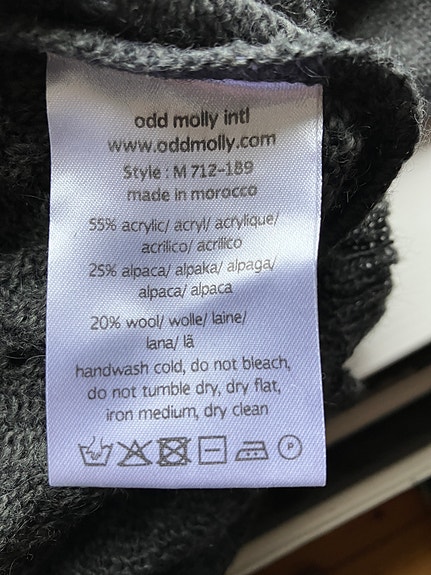 odd molly intl
www.oddmolly.com
Style : M 712-189
made in morocco
55% acrylic/ acryl/ acrylique/
acrilico/ acrílico
25% alpaca/ alpaka/ alpaga/
alpaca/ alpaca
20% wool/ wolle/ laine/
lana/ lã
handwash cold, do not bleach,
do not tumble dry, dry flat,
iron medium, dry clean
P